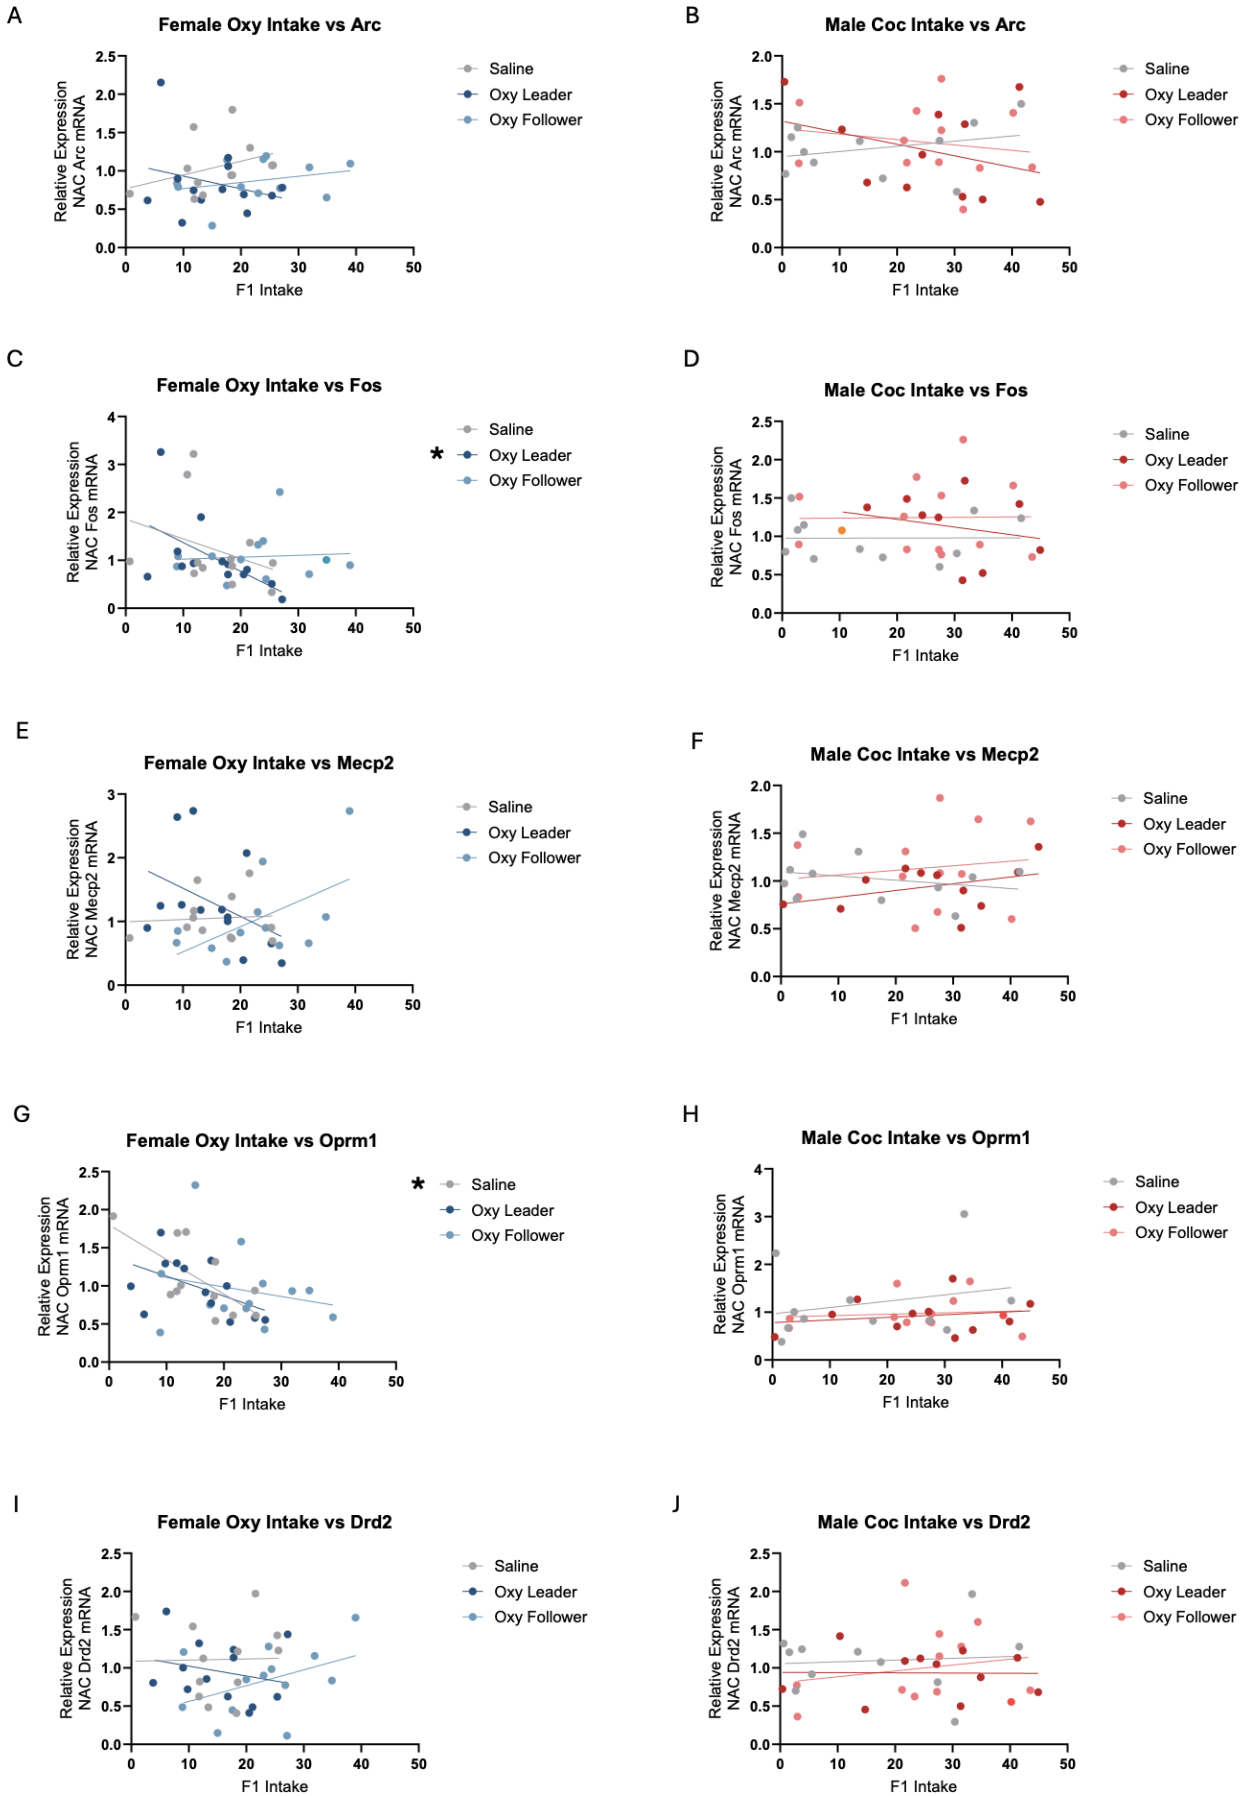 A
Female Oxy Intake vs Arc
Relative Expression
NAC Arc mRNA
2.5
2.0
1.5
1.0
0.5
0.0
0 10 20 30 40 50
F1 Intake
Saline
Oxy Leader
Oxy Follower
B
Male Coc Intake vs Arc
Relative Expression
NAC Arc mRNA
2.0
1.5
1.0
0.5
0.0
0 10 20 30 40 50
F1 Intake
Saline
Oxy Leader
Oxy Follower
C
Female Oxy Intake vs Fos
Relative Expression
NAC Fos mRNA
4
3
2
1
0
0 10 20 30 40 50
F1 Intake
Saline
* Oxy Leader
Oxy Follower
D
Male Coc Intake vs Fos
Relative Expression
NAC Fos mRNA
2.5
2.0
1.5
1.0
0.5
0.0
0 10 20 30 40 50
F1 Intake
Saline
Oxy Leader
Oxy Follower
E
Female Oxy Intake vs Mecp2
Relative Expression
NAC Mecp2 mRNA
3
2
1
0
0 10 20 30 40 50
F1 Intake
Saline
Oxy Leader
Oxy Follower
F
Male Coc Intake vs Mecp2
Relative Expression
NAC Mecp2 mRNA
2.0
1.5
1.0
0.5
0.0
0 10 20 30 40 50
F1 Intake
Saline
Oxy Leader
Oxy Follower
G
Female Oxy Intake vs Oprm1
Relative Expression
NAC Oprm1 mRNA
2.5
2.0
1.5
1.0
0.5
0.0
0 10 20 30 40 50
F1 Intake
* Saline
Oxy Leader
Oxy Follower
H
Male Coc Intake vs Oprm1
Relative Expression
NAC Oprm1 mRNA
4
3
2
1
0
0 10 20 30 40 50
F1 Intake
Saline
Oxy Leader
Oxy Follower
I
Female Oxy Intake vs Drd2
Relative Expression
NAC Drd2 mRNA
2.5
2.0
1.5
1.0
0.5
0.0
0 10 20 30 40 50
F1 Intake
Saline
Oxy Leader
Oxy Follower
J
Male Coc Intake vs Drd2
Relative Expression
NAC Drd2 mRNA
2.5
2.0
1.5
1.0
0.5
0.0
0 10 20 30 40 50
F1 Intake
Saline
Oxy Leader
Oxy Follower